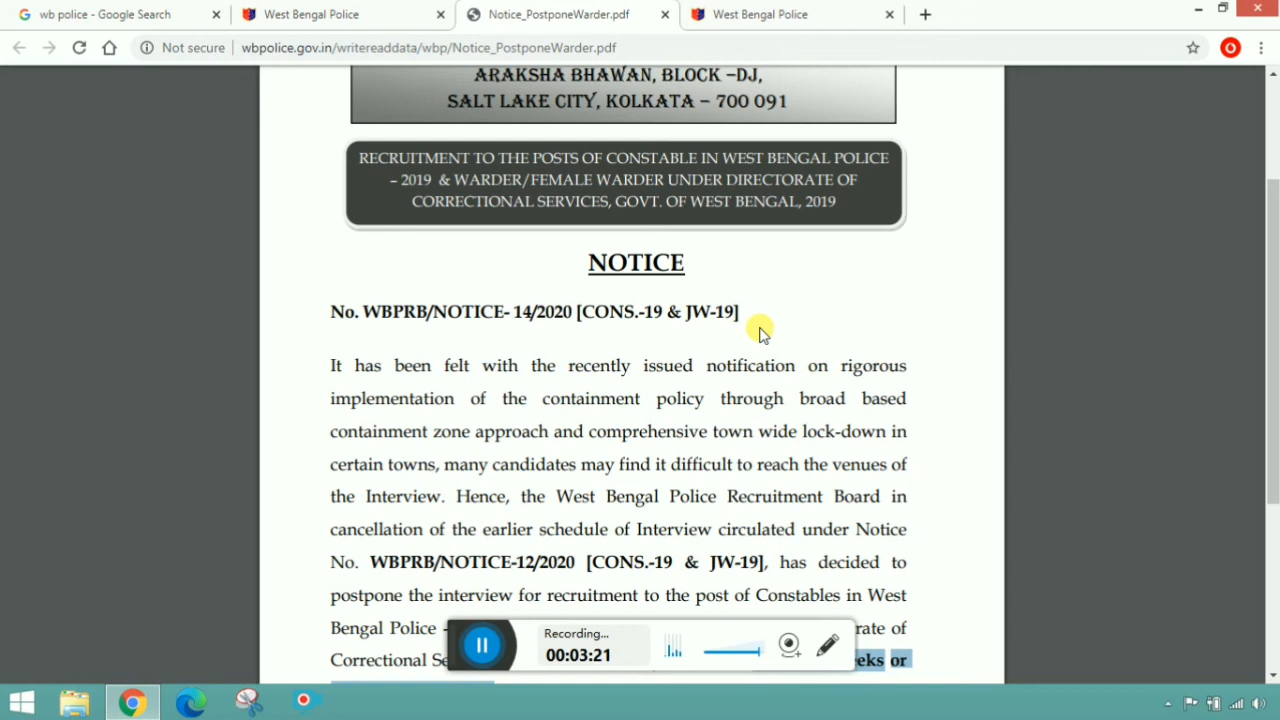 wb police - Google Search
West Bengal Police
Notice_PostponeWarder.pdf
West Bengal Police
Not secure
wbpolice.gov.in/writereaddata/wbp/Notice_PostponeWarder.pdf
ARAKSHA BHAWAN, BLOCK –DJ,
SALT LAKE CITY, KOLKATA – 700 091
RECRUITMENT TO THE POSTS OF CONSTABLE IN WEST BENGAL POLICE
– 2019 & WARDER/FEMALE WARDER UNDER DIRECTORATE OF
CORRECTIONAL SERVICES, GOVT. OF WEST BENGAL, 2019
NOTICE
No. WBPRB/NOTICE- 14/2020 [CONS.-19 & JW-19]
It has been felt with the recently issued notification on rigorous
implementation of the containment policy through broad based
containment zone approach and comprehensive town wide lock-down in
certain towns, many candidates may find it difficult to reach the venues of
the Interview. Hence, the West Bengal Police Recruitment Board in
cancellation of the earlier schedule of Interview circulated under Notice
No. WBPRB/NOTICE-12/2020 [CONS.-19 & JW-19], has decided to
postpone the interview for recruitment to the post of Constables in West
Bengal Police - rate of
Correctional Se eeks or
Recording...
00:03:21